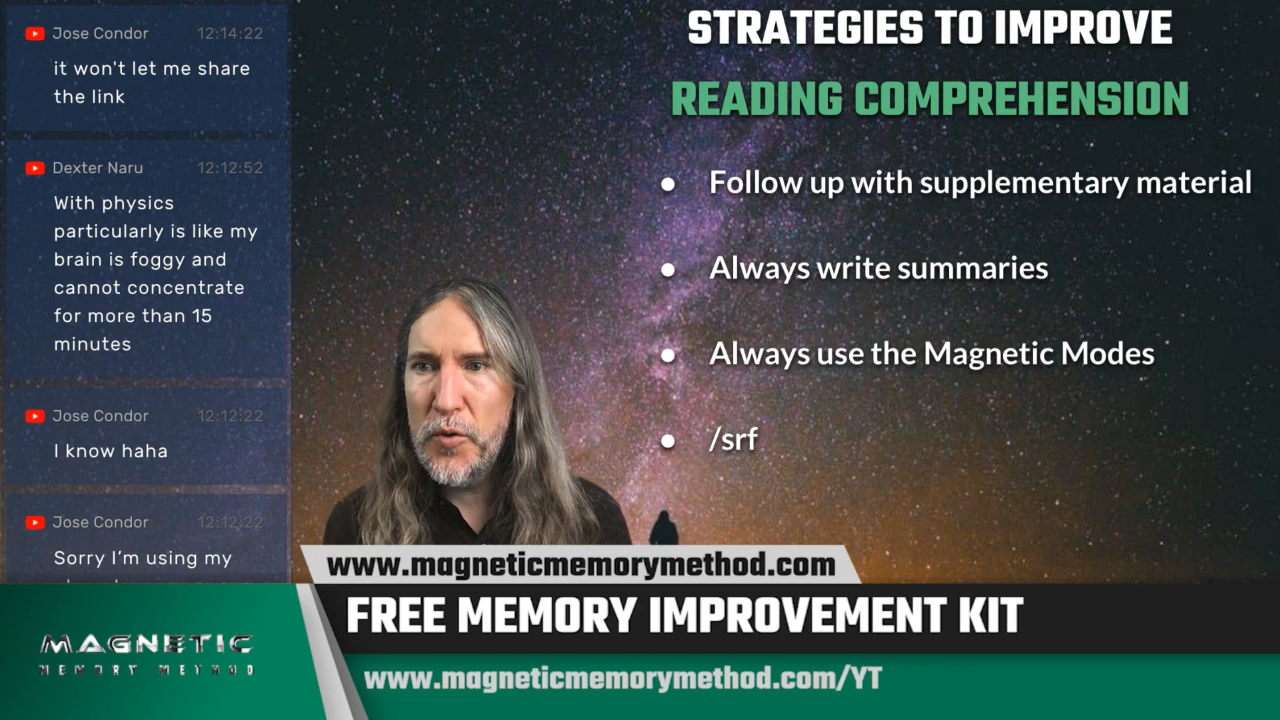 Jose Condor 12:14:22
it won't let me share
the link
Dexter Naru 12:12:52
With physics
particularly is like my
brain is foggy and
cannot concentrate
for more than 15
minutes
Jose Condor 12:12:22
I know haha
Jose Condor 12:12:22
Sorry I'm using my
STRATEGIES TO IMPROVE
READING COMPREHENSION
• Follow up with supplementary material
• Always write summaries
• Always use the Magnetic Modes
• /srf
www.magneticmemorymethod.com
FREE MEMORY IMPROVEMENT KIT
www.magneticmemorymethod.com/YT
MAGNETIC
MEMORY METHOD